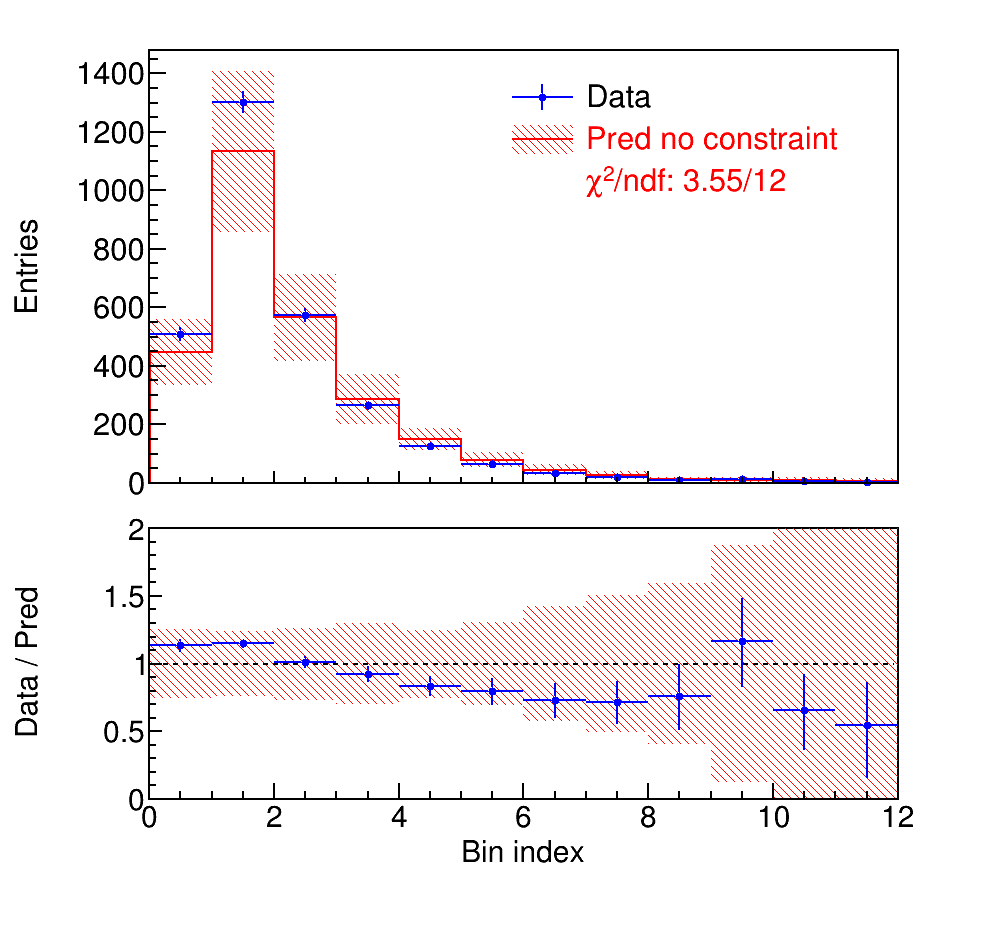 1400
1200
1000
800
600
400
200
0
Entries
Data
Pred no constraint
χ²/ndf: 3.55/12
2
1.5
1
0.5
0
Data / Pred
0 2 4 6 8 10 12
Bin index